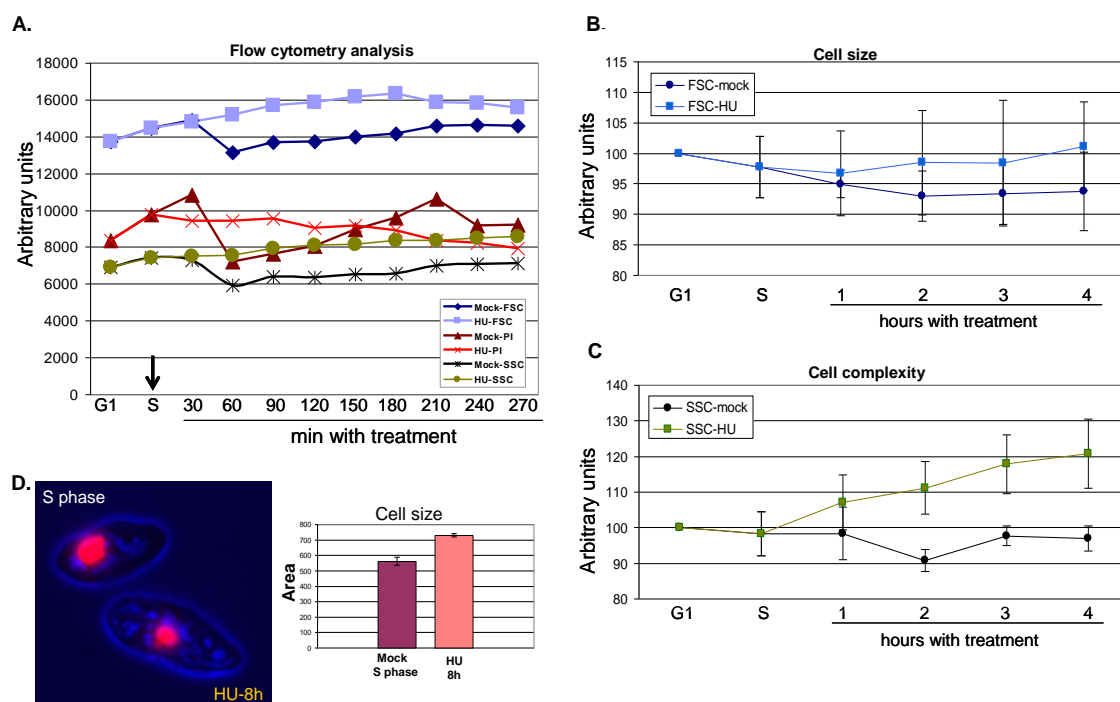 A.
Flow cytometry analysis
18000
16000
14000
12000
10000
8000
6000
4000
2000
0
Arbitrary units
Mock-FSC
HU-FSC
Mock-PI
HU-PI
Mock-SSC
HU-SSC
G1 S 30 60 90 120 150 180 210 240 270
min with treatment
B.
Cell size
115
110
105
100
95
90
85
80
Arbitrary units
FSC-mock
FSC-HU
G1 S 1 2 3 4
hours with treatment
C
Cell complexity
140
130
120
110
100
90
80
Arbitrary units
SSC-mock
SSC-HU
G1 S 1 2 3 4
hours with treatment
D.
S phase
HU-8h
Cell size
800
700
600
500
400
300
200
100
0
Area
Mock HU
S phase 8h